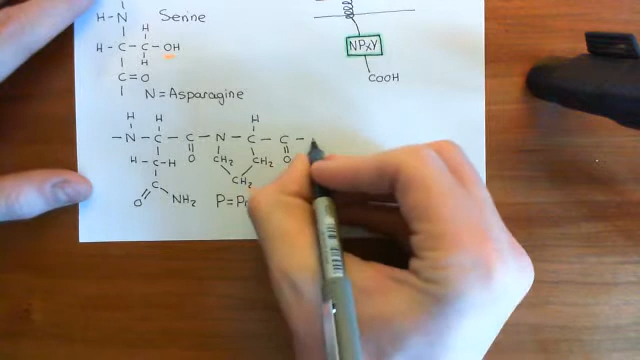 H-N Serine
H
H-C-C-OH
H
C=O
N=Asparagine
H H H
-N-C-C-N-C-C-
H-C-H O CH2 CH2 O
CH2
C
O NH2 P=
NPxY
COOH